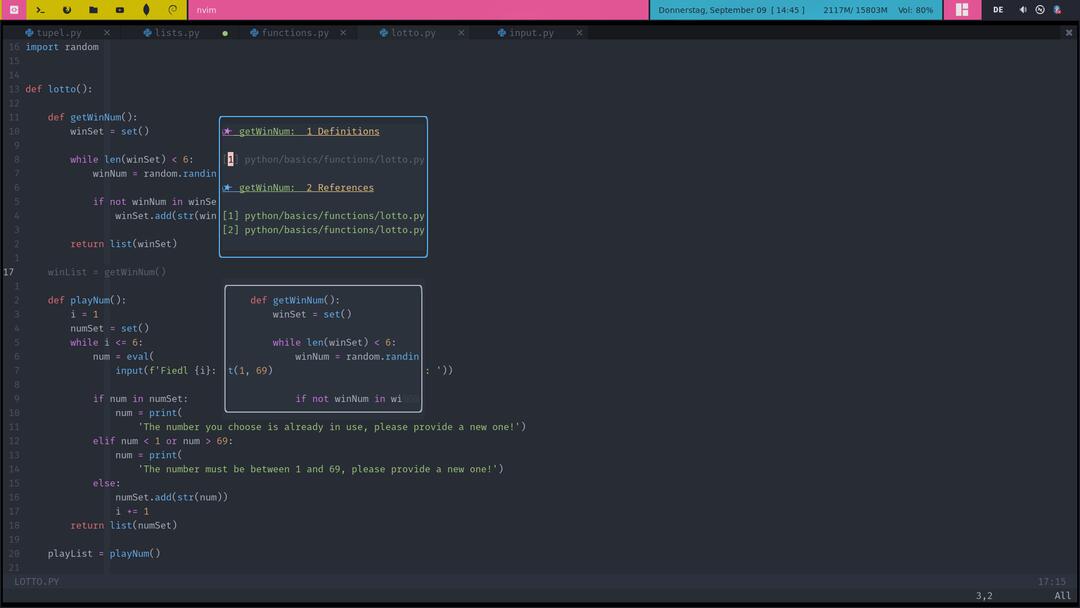 nvim
Donnerstag, September 09 [ 14:45 ] 2117M/ 15803M Vol: 80%
DE
tupel.py
lists.py
functions.py
lotto.py
input.py
16 import random
15
14
13 def lotto():
12
11 def getWinNum():
10 winSet = set()
9
8 while len(winSet) < 6:
7 winNum = random.randin
6
5 if not winNum in winSe
4 winSet.add(str(win
3
2 return list(winSet)
1
17 winList = getWinNum()
1
2 def playNum():
3 i = 1
4 numSet = set()
5 while i <= 6:
6 num = eval(
7 input(f'Fiedl {i}: : '))
8
9 if num in numSet:
10 num = print(
11 'The number you choose is already in use, please provide a new one!')
12 elif num < 1 or num > 69:
13 num = print(
14 'The number must be between 1 and 69, please provide a new one!')
15 else:
16 numSet.add(str(num))
17 i += 1
18 return list(numSet)
19
20 playList = playNum()
21
getWinNum: 1 Definitions
[1] python/basics/functions/lotto.py
getWinNum: 2 References
[1] python/basics/functions/lotto.py
[2] python/basics/functions/lotto.py
def getWinNum():
winSet = set()
while len(winSet) < 6:
winNum = random.randin
t(1, 69)
if not winNum in wi
LOTTO.PY 17:15
3,2 All